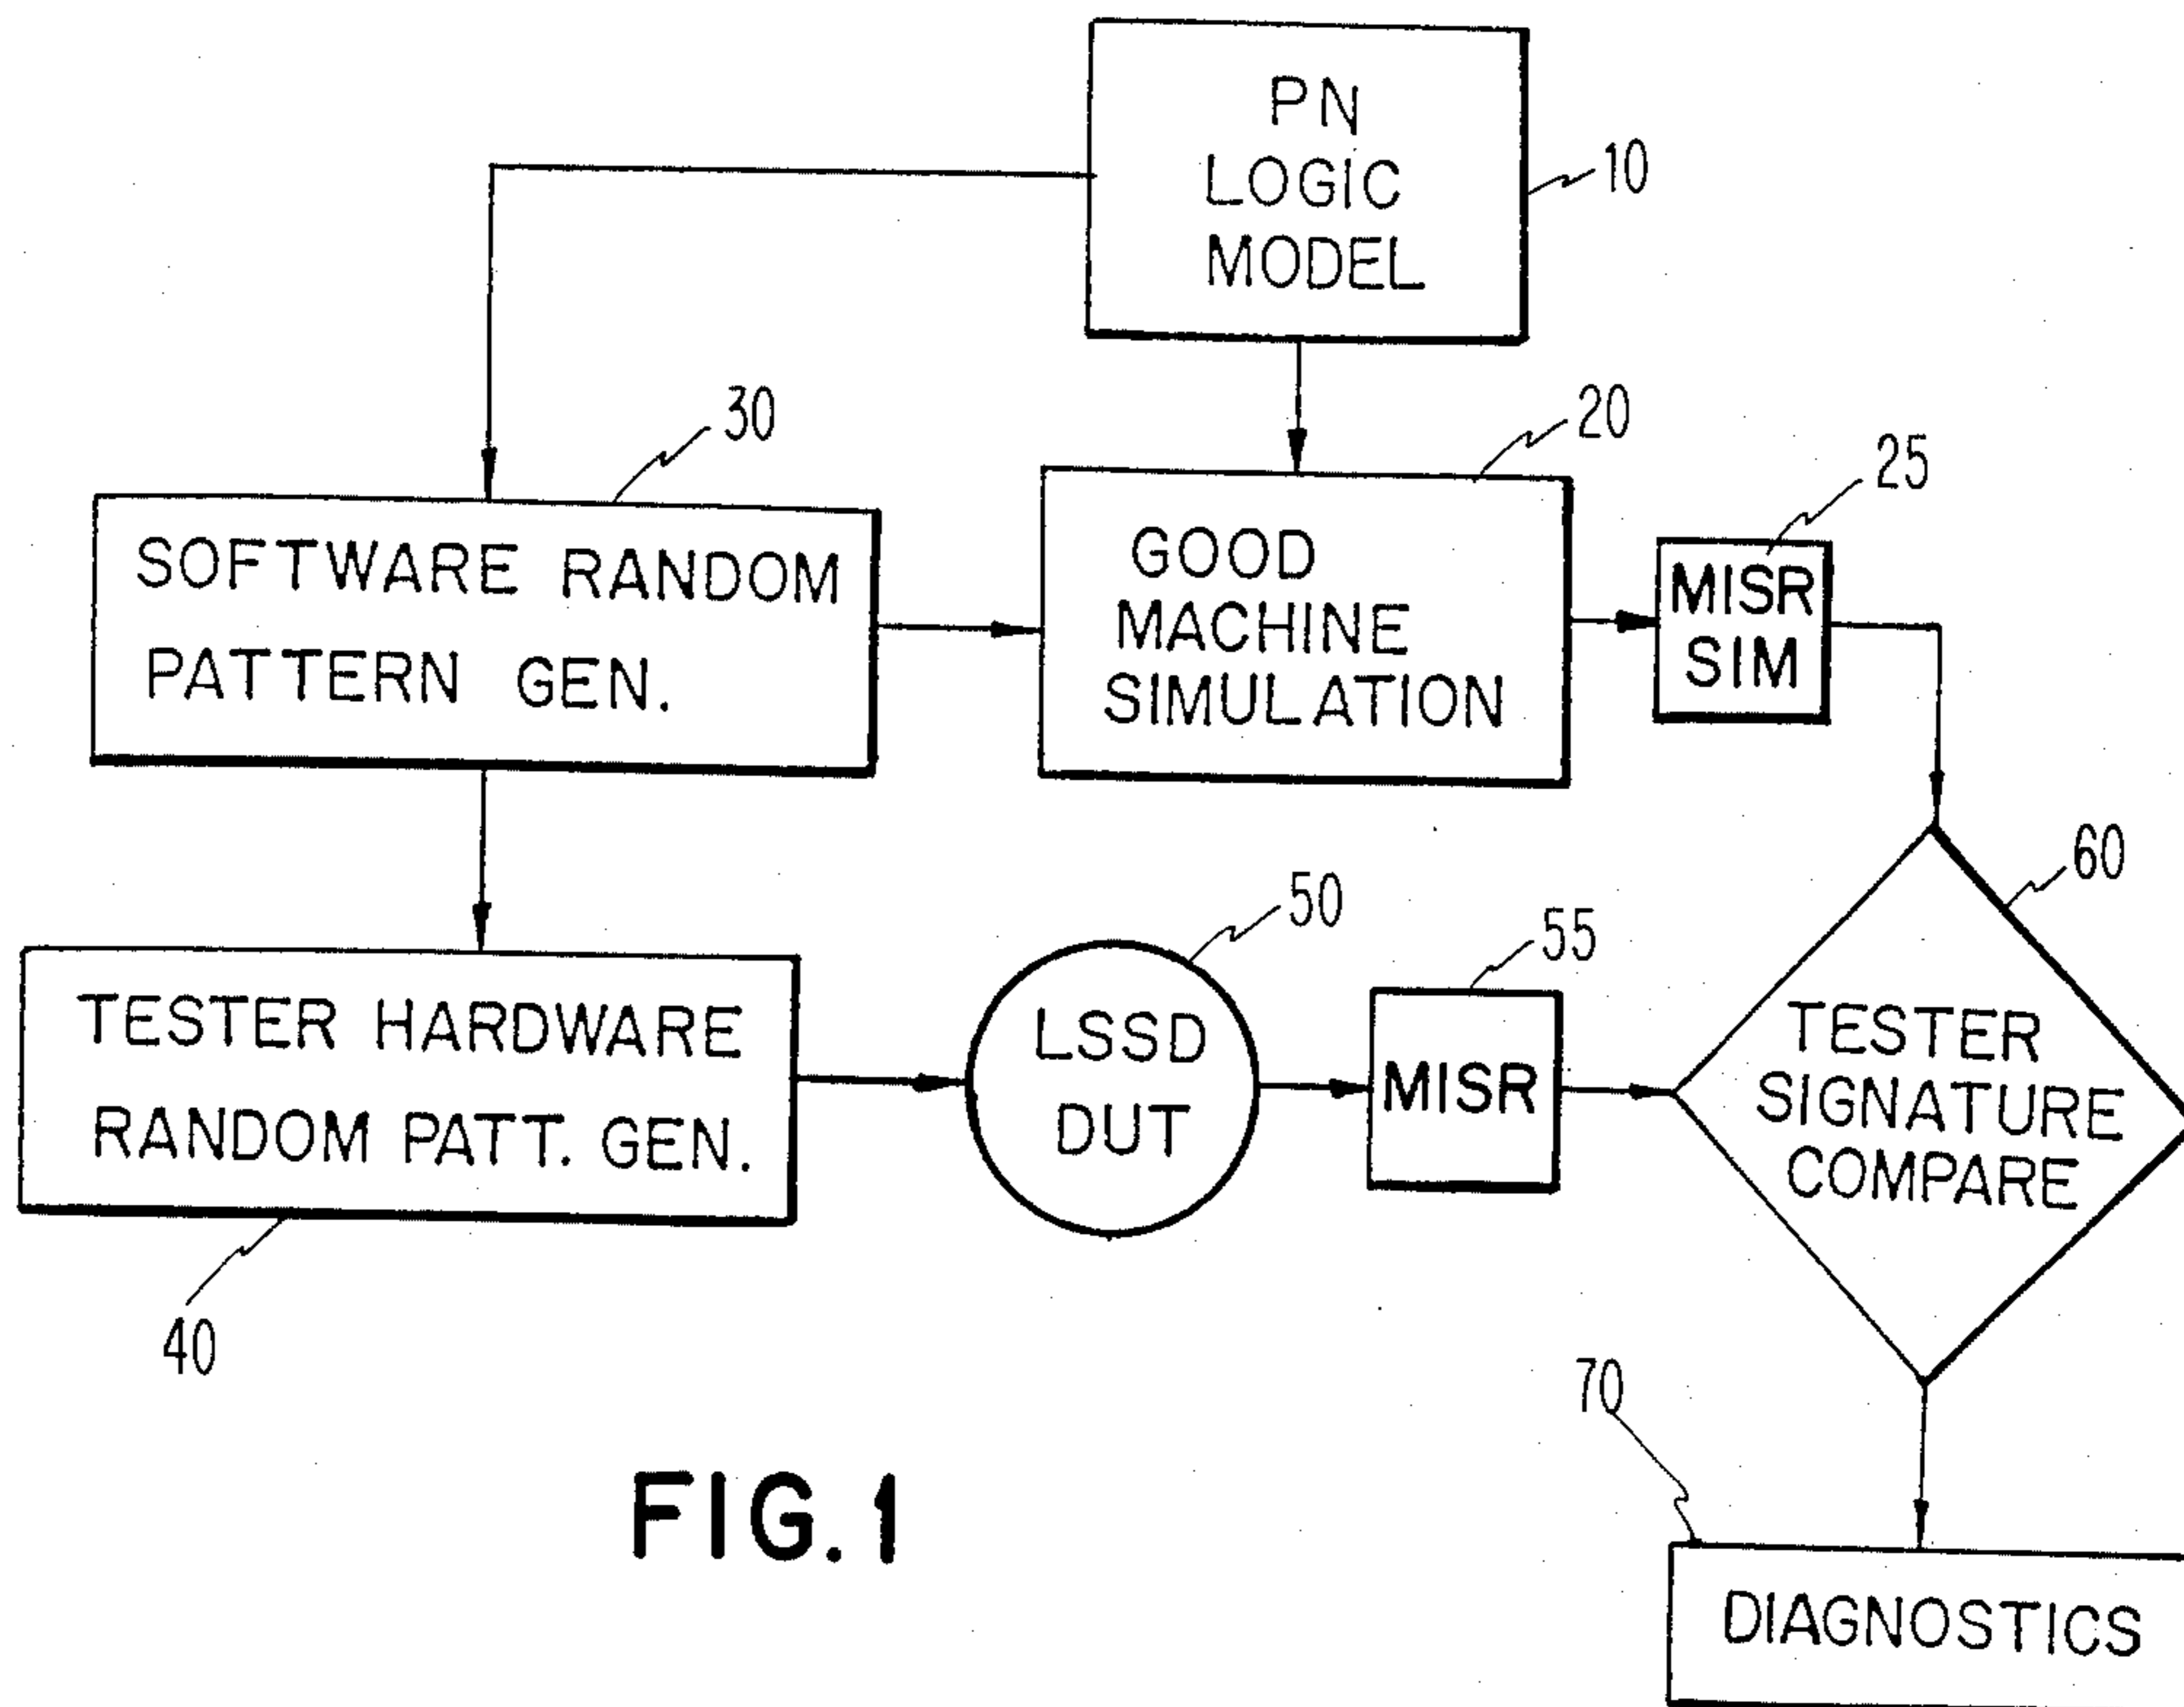 PN
LOGIC
MODEL
10
30
20
25
SOFTWARE RANDOM
PATTERN GEN.
GOOD
MACHINE
SIMULATION
MISR
SIM
60
50
55
TESTER HARDWARE
RANDOM PATT. GEN.
LSSD
DUT
MISR
TESTER
SIGNATURE
COMPARE
40
70
FIG. 1
DIAGNOSTICS